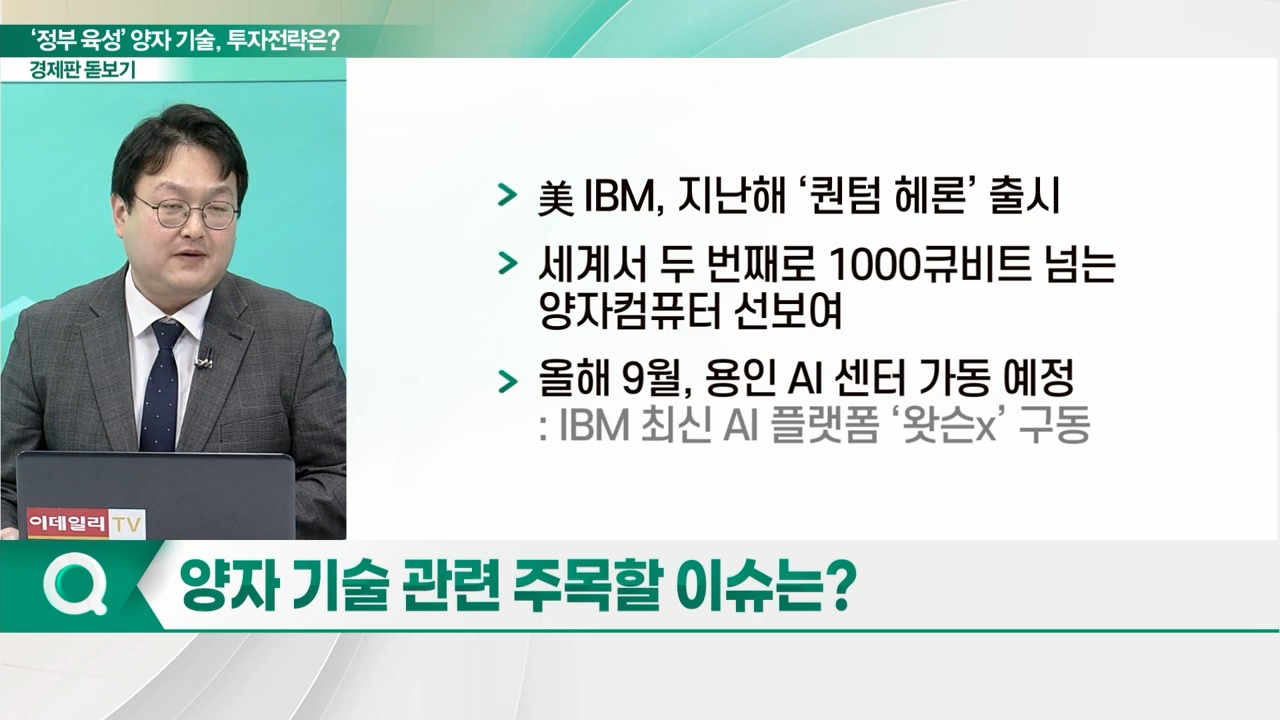 ‘정부 육성’ 양자 기술, 투자전략은?
경제판 돋보기
> 美 IBM, 지난해 ‘퀀텀 헤론’ 출시
> 세계서 두 번째로 1000큐비트 넘는
양자컴퓨터 선보여
> 올해 9월, 용인 AI 센터 가동 예정
: IBM 최신 AI 플랫폼 ‘왓슨x’ 구동
이데일리 TV
Q 양자 기술 관련 주목할 이슈는?